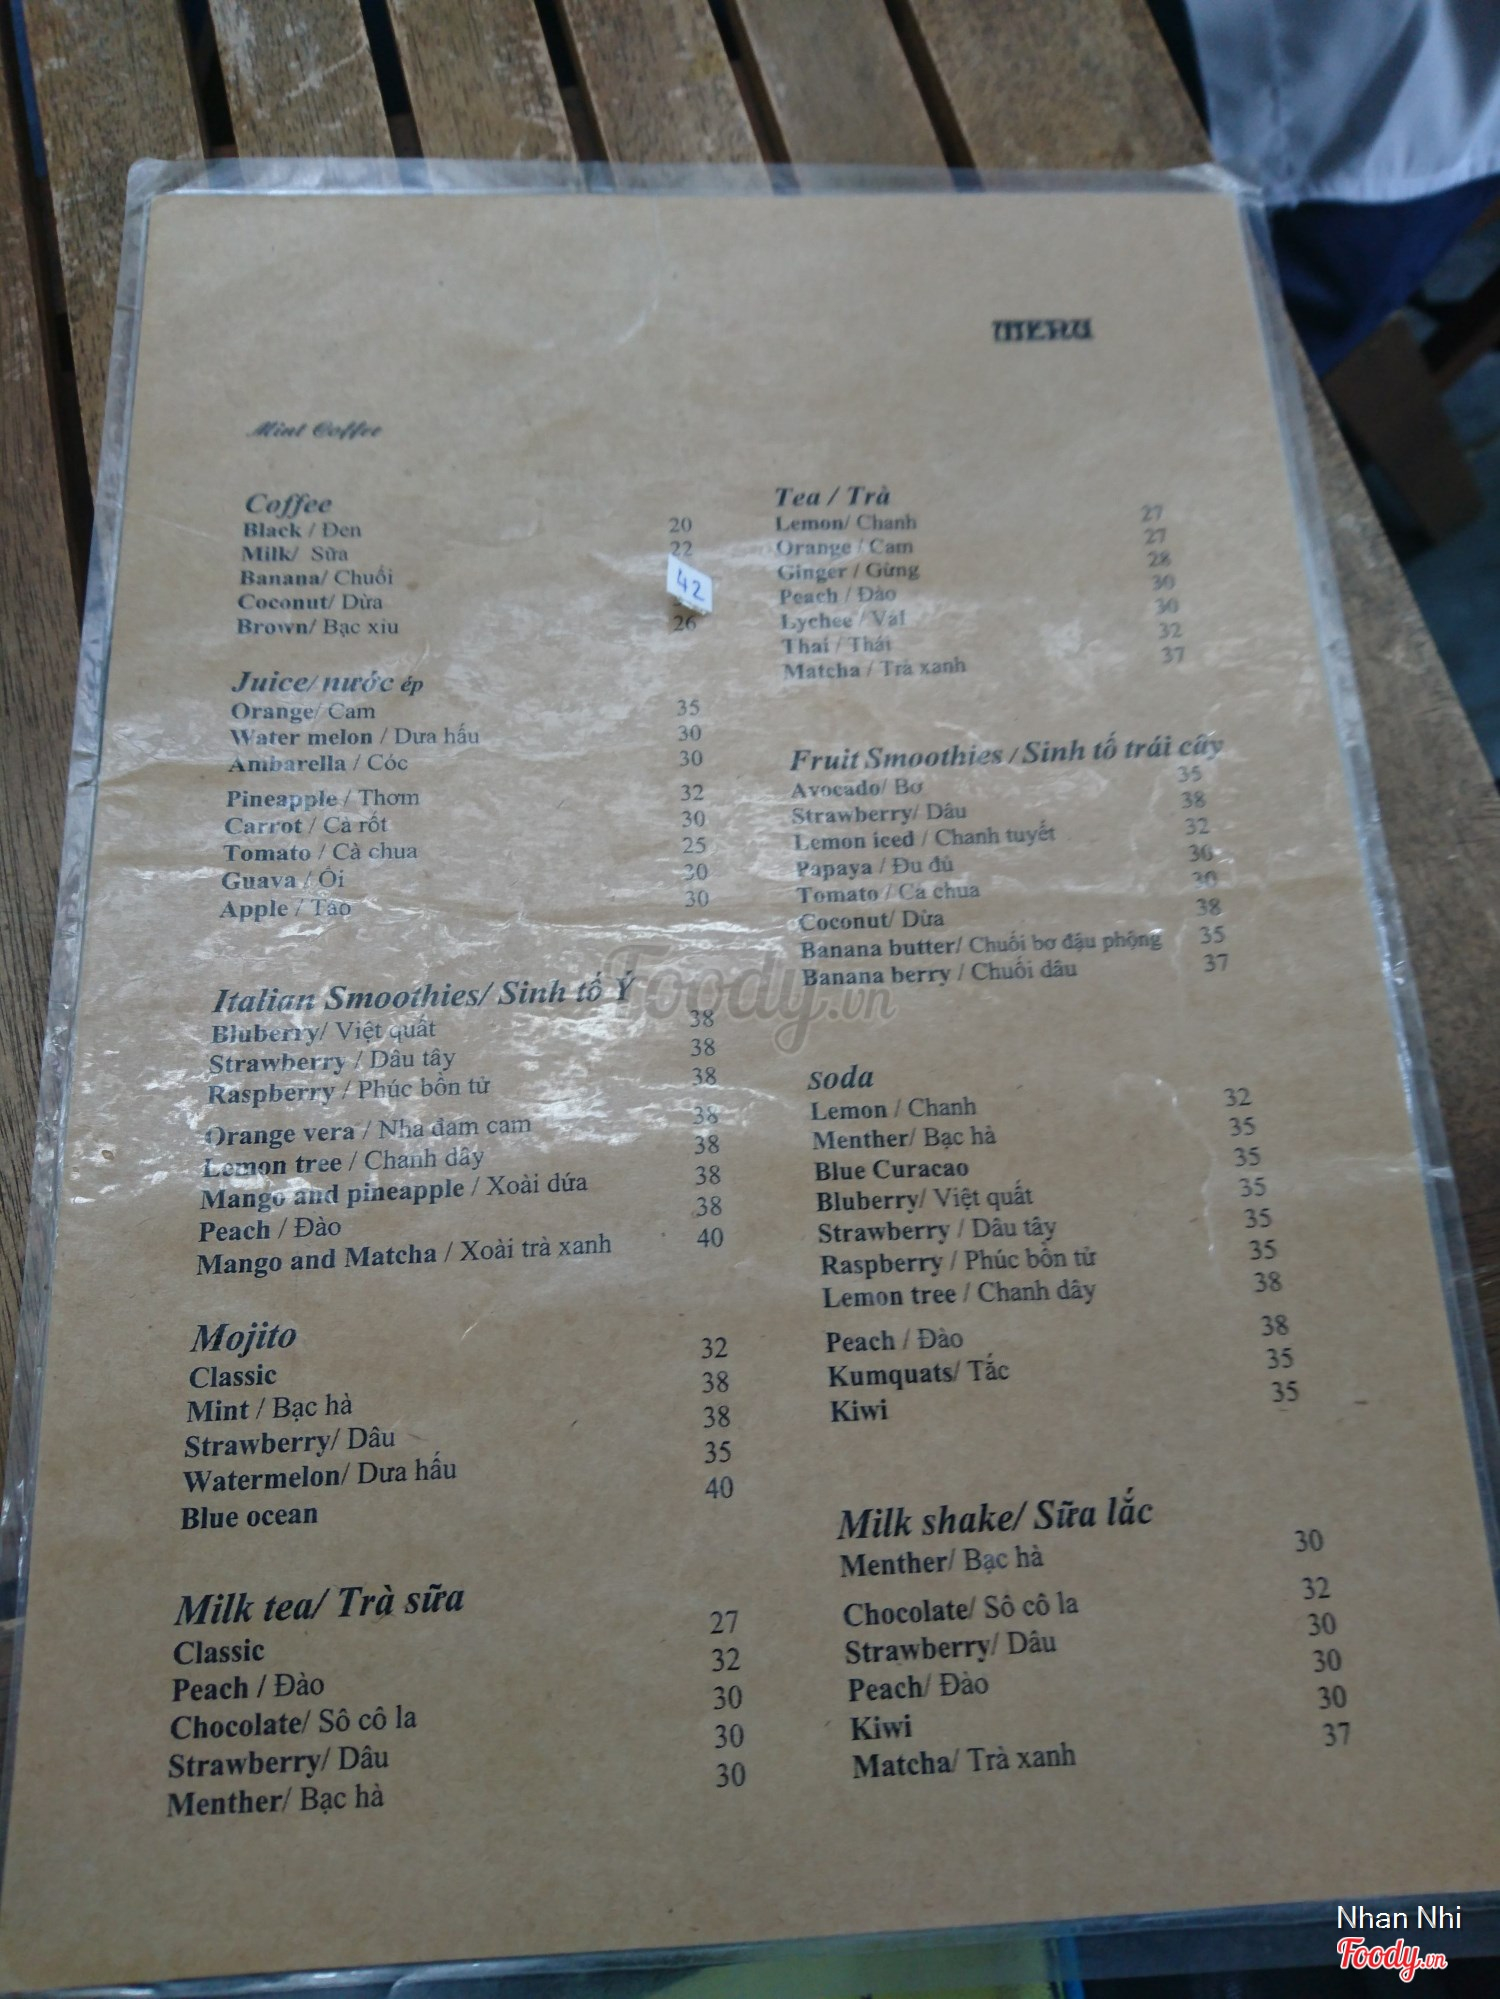 MENU
Mint Coffee
Coffee
Black / Đen 20
Milk/ Sữa 22
Banana/ Chuối 42
Coconut/ Dừa
Brown/ Bạc xỉu 26
Juice/ nước ép
Orange/ Cam 35
Water melon / Dưa hấu 30
Ambarella / Cóc 30
Pineapple / Thơm 32
Carrot / Cà rốt 30
Tomato / Cà chua 25
Guava / Ổi 30
Apple / Táo 30
Italian Smoothies/ Sinh tố Ý
Bluberry/ Việt quất 38
Strawberry / Dâu tây 38
Raspberry / Phúc bồn tử 38
Orange vera / Nha đam cam 38
Lemon tree / Chanh dây 38
Mango and pineapple / Xoài dứa 38
Peach / Đào 38
Mango and Matcha / Xoài trà xanh 40
Mojito
Classic 32
Mint / Bạc hà 38
Strawberry/ Dâu 38
Watermelon/ Dưa hấu 35
Blue ocean 40
Milk tea/ Trà sữa
Classic 27
Peach / Đào 32
Chocolate/ Sô cô la 30
Strawberry/ Dâu 30
Menther/ Bạc hà 30
Tea / Trà
Lemon/ Chanh 27
Orange / Cam 27
Ginger / Gừng 28
Peach / Đào 30
Lychee / Vải 30
Thai / Thái 32
Matcha / Trà xanh 37
Fruit Smoothies / Sinh tố trái cây
Avocado/ Bơ 35
Strawberry/ Dâu 38
Lemon iced / Chanh tuyết 32
Papaya / Đu đủ 30
Tomato / Cà chua 30
Coconut/ Dừa 38
Banana butter/ Chuối bơ đậu phộng 35
Banana berry / Chuối dâu 37
soda
Lemon / Chanh 32
Menther/ Bạc hà 35
Blue Curacao 35
Bluberry/ Việt quất 35
Strawberry / Dâu tây 35
Raspberry / Phúc bồn tử 35
Lemon tree / Chanh dây 38
Peach / Đào 38
Kumquats/ Tắc 35
Kiwi 35
Milk shake/ Sữa lắc
Menther/ Bạc hà 30
Chocolate/ Sô cô la 32
Strawberry/ Dâu 30
Peach/ Đào 30
Kiwi 30
Matcha/ Trà xanh 37
Foody.vn
Nhan Nhi
Foody.vn